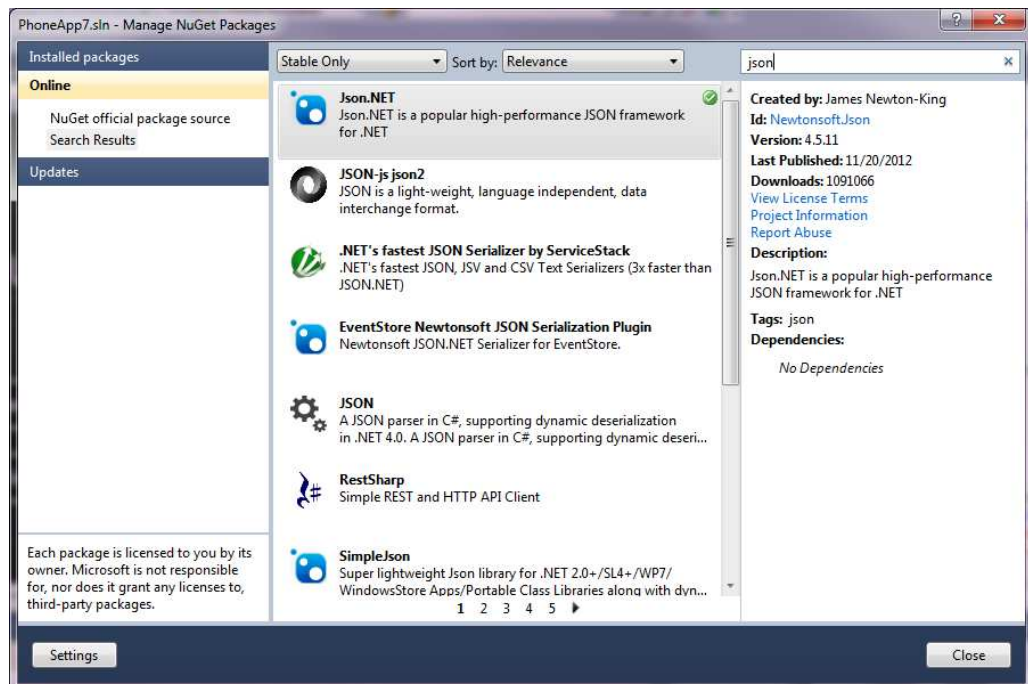 PhoneApp7.sln - Manage NuGet Packages
Installed packages
Online
NuGet official package source
Search Results
Updates
Each package is licensed to you by its
owner. Microsoft is not responsible
for, nor does it grant any licenses to,
third-party packages.
Stable Only
Sort by: Relevance
Json.NET
Json.NET is a popular high-performance JSON framework
for .NET
JSON-js json2
JSON is a light-weight, language independent, data
interchange format.
.NET's fastest JSON Serializer by ServiceStack
.NET's fastest JSON, JSV and CSV Text Serializers (3x faster than
JSON.NET)
EventStore Newtonsoft JSON Serialization Plugin
Newtonsoft JSON.NET Serializer for EventStore.
JSON
A JSON parser in C#, supporting dynamic deserialization
in .NET 4.0. A JSON parser in C#, supporting dynamic deseri...
RestSharp
Simple REST and HTTP API Client
SimpleJson
Super lightweight Json library for .NET 2.0+/SL4+/WP7/
WindowsStore Apps/Portable Class Libraries along with dyn...
1 2 3 4 5
json
Created by: James Newton-King
Id: Newtonsoft.Json
Version: 4.5.11
Last Published: 11/20/2012
Downloads: 1091066
View License Terms
Project Information
Report Abuse
Description:
Json.NET is a popular high-performance
JSON framework for .NET
Tags: json
Dependencies:
No Dependencies
Settings
Close